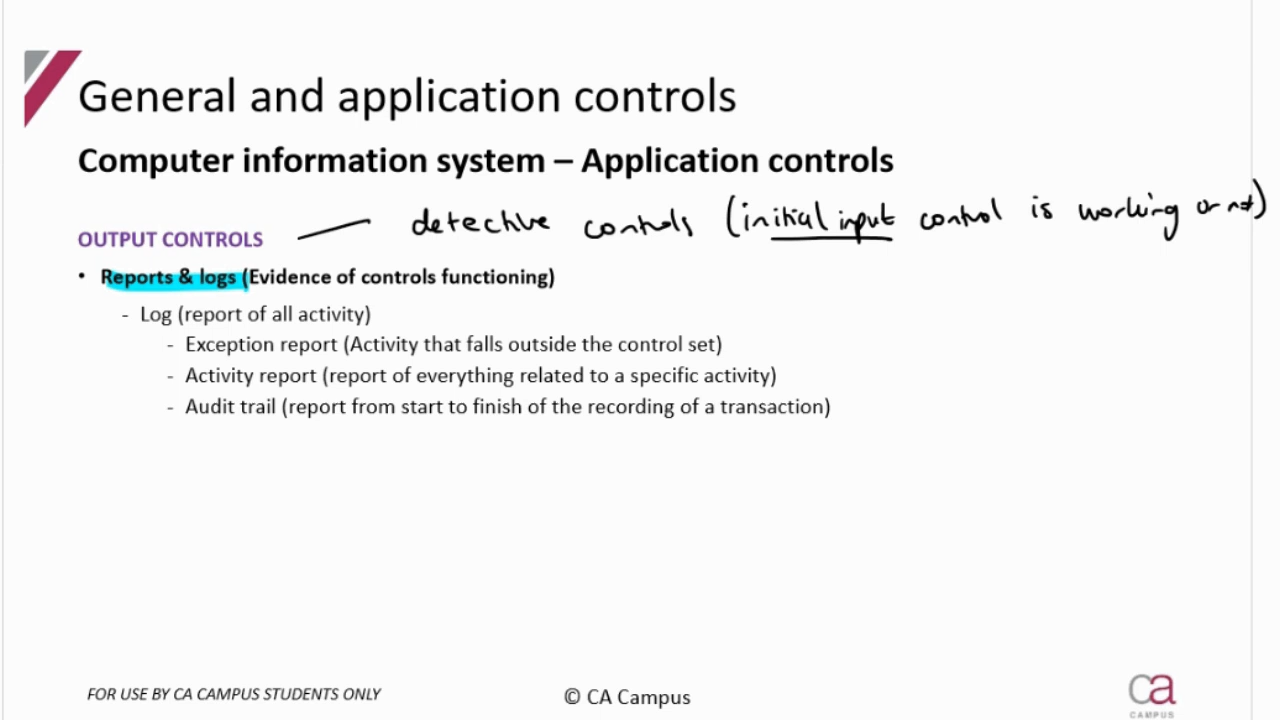 General and application controls
Computer information system – Application controls
detective controls (initial input control is working or not)
OUTPUT CONTROLS
• Reports & logs (Evidence of controls functioning)
- Log (report of all activity)
- Exception report (Activity that falls outside the control set)
- Activity report (report of everything related to a specific activity)
- Audit trail (report from start to finish of the recording of a transaction)
FOR USE BY CA CAMPUS STUDENTS ONLY
© CA Campus
ca
CAMPUS